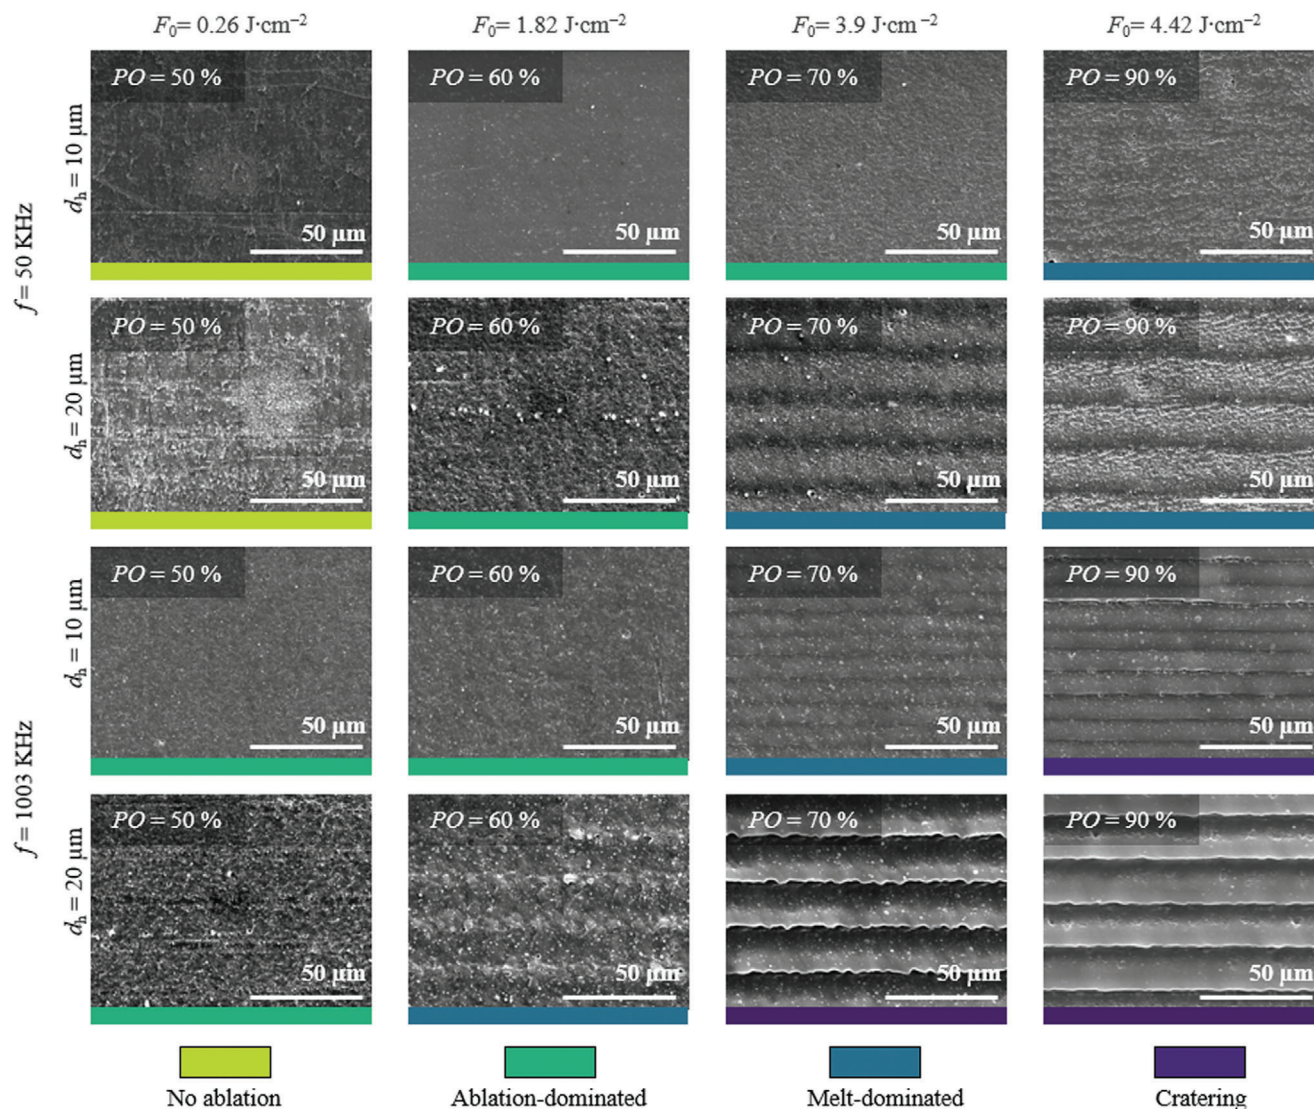 F₀= 0.26 J·cm⁻² F₀= 1.82 J·cm⁻² F₀= 3.9 J·cm⁻² F₀= 4.42 J·cm⁻²
f = 50 KHz
dₕ = 10 µm
PO = 50 % PO = 60 % PO = 70 % PO = 90 %
50 µm 50 µm 50 µm 50 µm
dₕ = 20 µm
PO = 50 % PO = 60 % PO = 70 % PO = 90 %
50 µm 50 µm 50 µm 50 µm
f = 1003 KHz
dₕ = 10 µm
PO = 50 % PO = 60 % PO = 70 % PO = 90 %
50 µm 50 µm 50 µm 50 µm
dₕ = 20 µm
PO = 50 % PO = 60 % PO = 70 % PO = 90 %
50 µm 50 µm 50 µm 50 µm
No ablation Ablation-dominated Melt-dominated Cratering